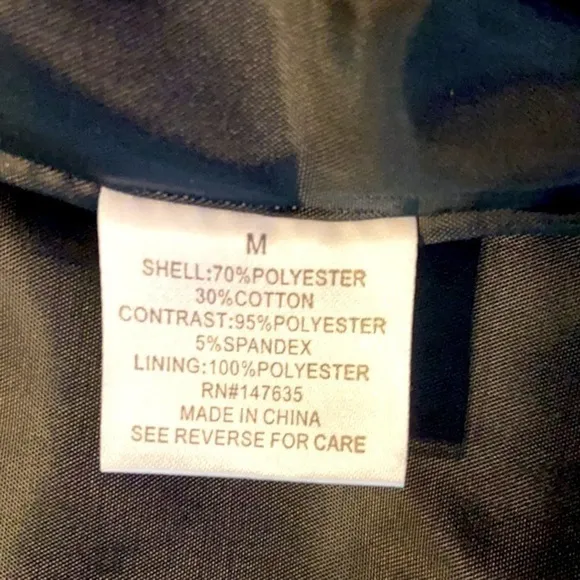 M
SHELL:70%POLYESTER
30%COTTON
CONTRAST:95%POLYESTER
5%SPANDEX
LINING:100%POLYESTER
RN#147635
MADE IN CHINA
SEE REVERSE FOR CARE